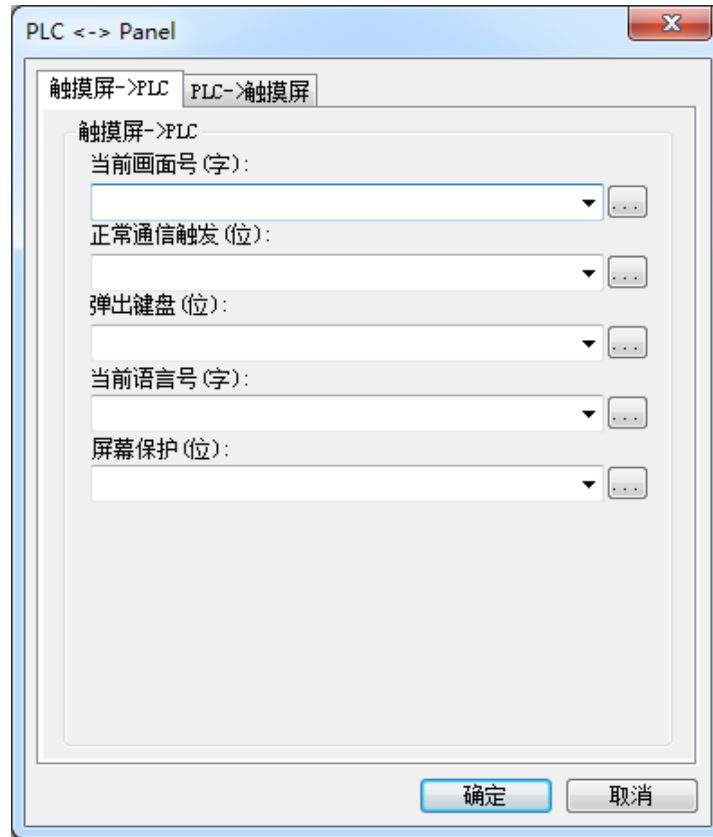 PLC <-> Panel
触摸屏->PLC PLC->触摸屏
触摸屏->PLC
当前画面号(字):
...
正常通信触发(位):
...
弹出键盘(位):
...
当前语言号(字):
...
屏幕保护(位):
...
确定 取消